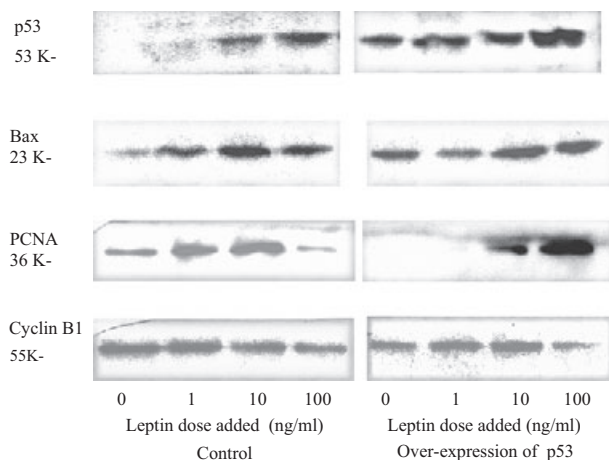 p53
53 K-
Bax
23 K-
PCNA
36 K-
Cyclin B1
55K-
0 1 10 100 0 1 10 100
Leptin dose added (ng/ml) Leptin dose added (ng/ml)
Control Over-expression of p53